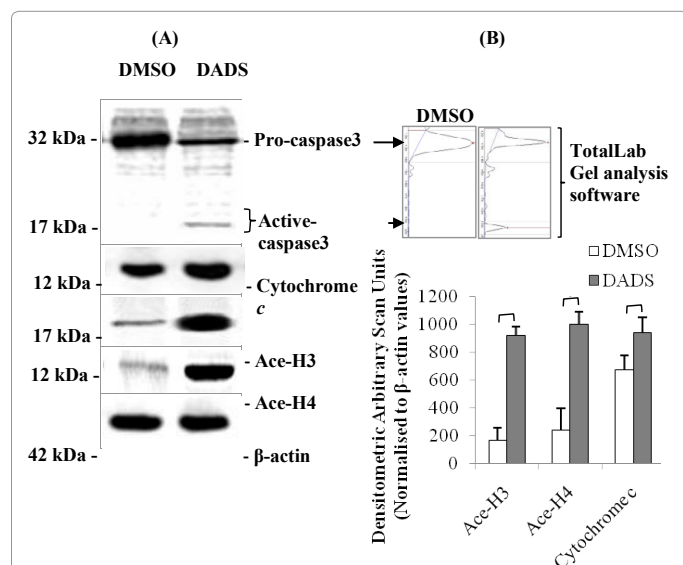 (A)
DMSO DADS
32 kDa - - Pro-caspase3
17 kDa - Active-
caspase3
12 kDa - - Cytochrome
c
17 kDa -
- Ace-H3
12 kDa -
- Ace-H4
42 kDa - - β-actin
(B)
DMSO
TotalLab
Gel analysis
software
DMSO
DADS
Densitometric Arbitrary Scan Units
(Normalised to β-actin values)
1200
1000
800
600
400
200
0
Ace-H3
Ace-H4
Cytochrome c